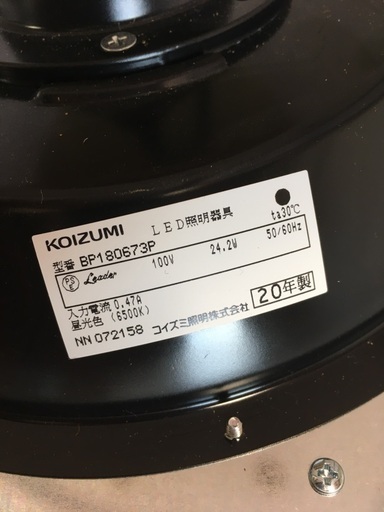 KOIZUMI LED照明器具
型番 BP180673P ta30℃
PSE Leader 100V 24.2W 50/60Hz
入力電流 0.47A
昼光色 (6500K)
NN 072158 コイズミ照明株式会社 20年製